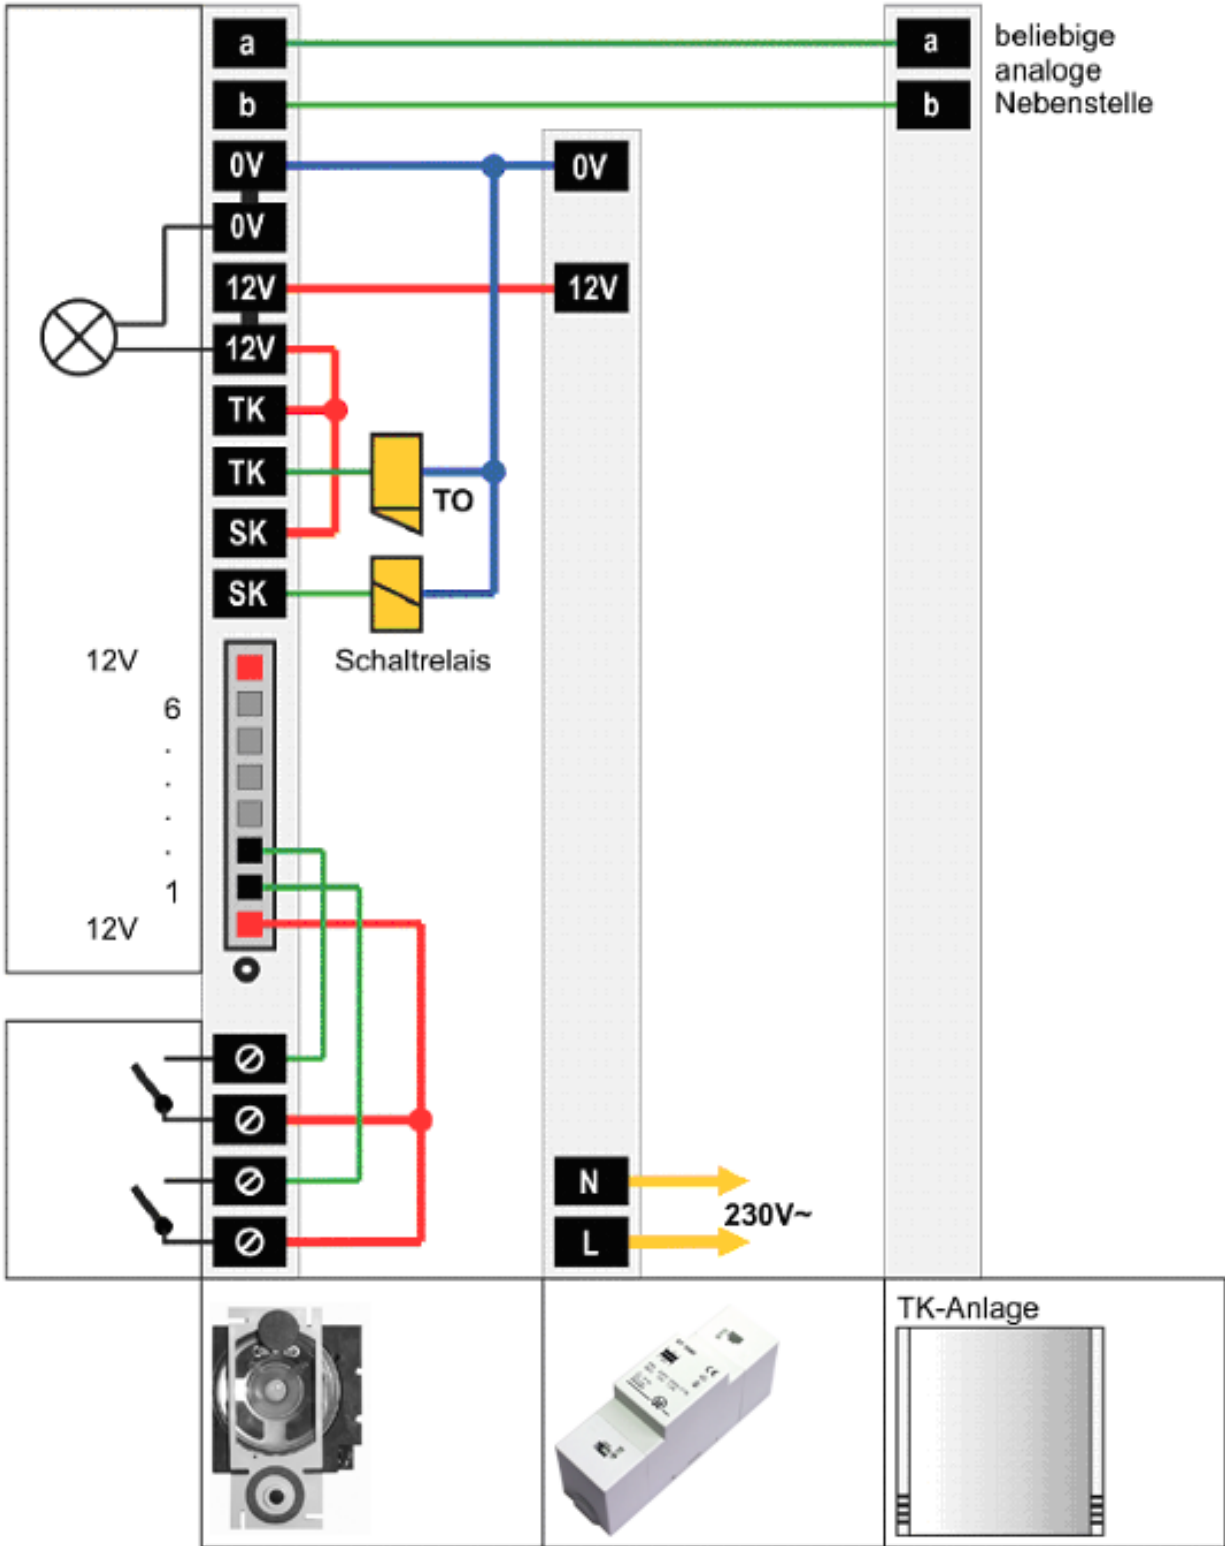 a
a
beliebige
analoge
Nebenstelle
b
b
0V
0V
0V
12V
12V
12V
TK
TK
TO
SK
SK
Schaltrelais
12V
6
.
.
.
.
1
12V
N
230V~
L
TK-Anlage